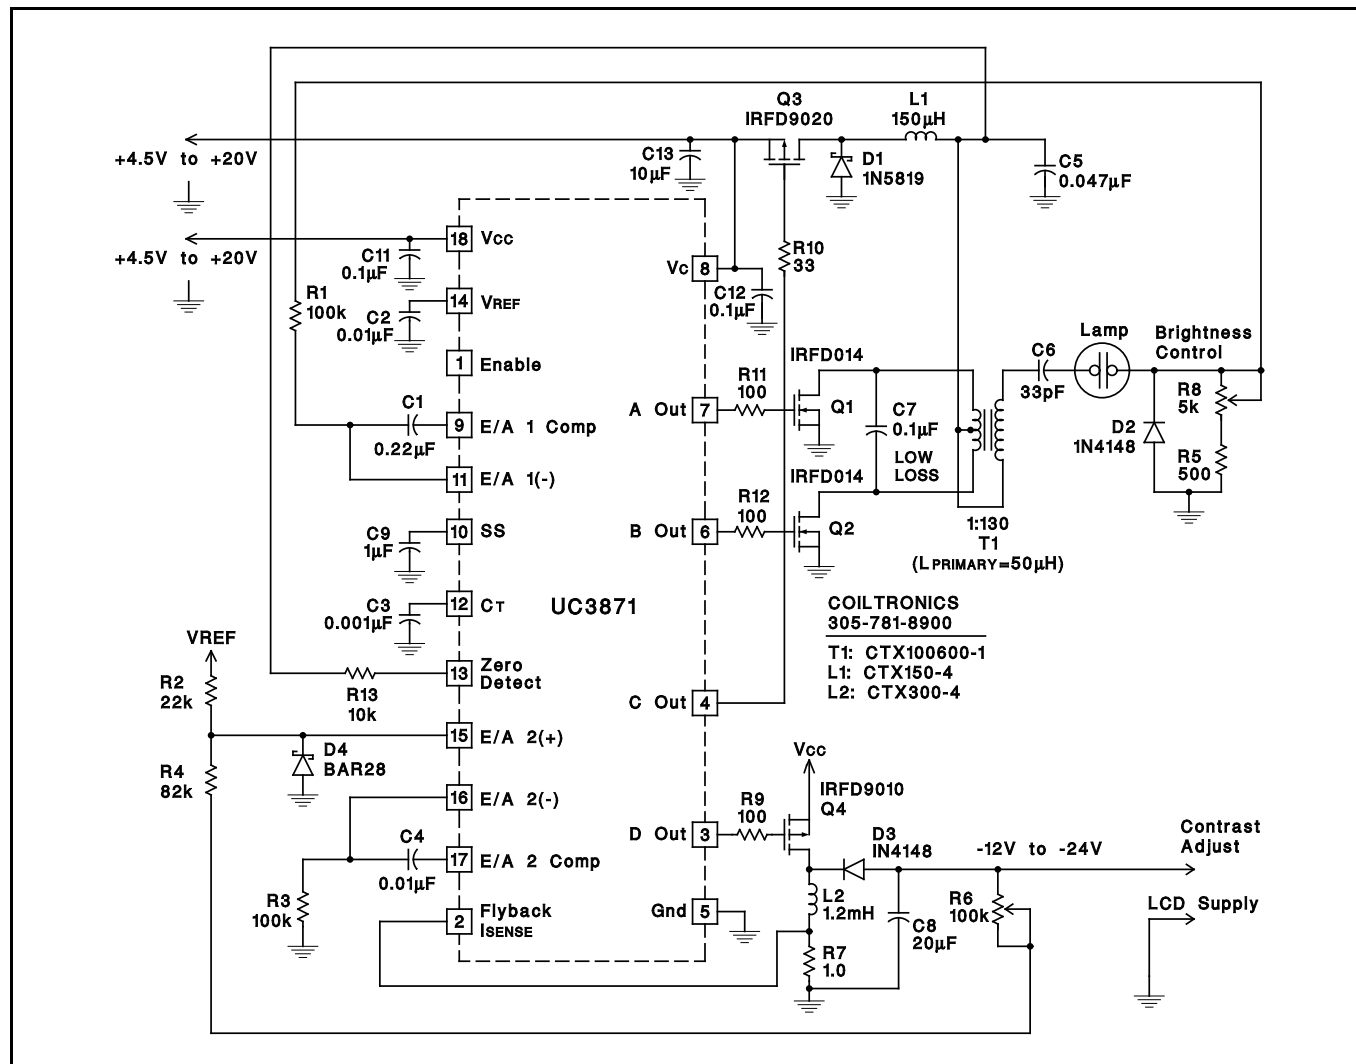 Q3
IRFD9020
L1
150µH
+4.5V to +20V
C13
10µF
D1
1N5819
C5
0.047µF
18 Vcc
+4.5V to +20V
C11
0.1µF
Vc 8
R10
33
R1
100k
14 VREF
C2
0.01µF
C12
0.1µF
1 Enable
Lamp
Brightness
Control
C6
33pF
IRFD014
R11
100
A Out 7
Q1
C7
0.1µF
LOW
LOSS
R8
5k
C1
0.22µF
9 E/A 1 Comp
D2
1N4148
R5
500
11 E/A 1(-)
IRFD014
R12
100
B Out 6
Q2
10 SS
C9
1µF
1:130
T1
(LPRIMARY=50µH)
12 CT
C3
0.001µF
UC3871
COILTRONICS
305-781-8900
T1: CTX100600-1
L1: CTX150-4
L2: CTX300-4
VREF
R2
22k
13 Zero
Detect
R13
10k
C Out 4
15 E/A 2(+)
D4
BAR28
R4
82k
Vcc
IRFD9010
Q4
16 E/A 2(-)
R9
100
D Out 3
D3
IN4148
-12V to -24V
Contrast
Adjust
C4
0.01µF
17 E/A 2 Comp
R3
100k
L2
1.2mH
R6
100k
LCD Supply
2 Flyback
ISENSE
Gnd 5
C8
20µF
R7
1.0